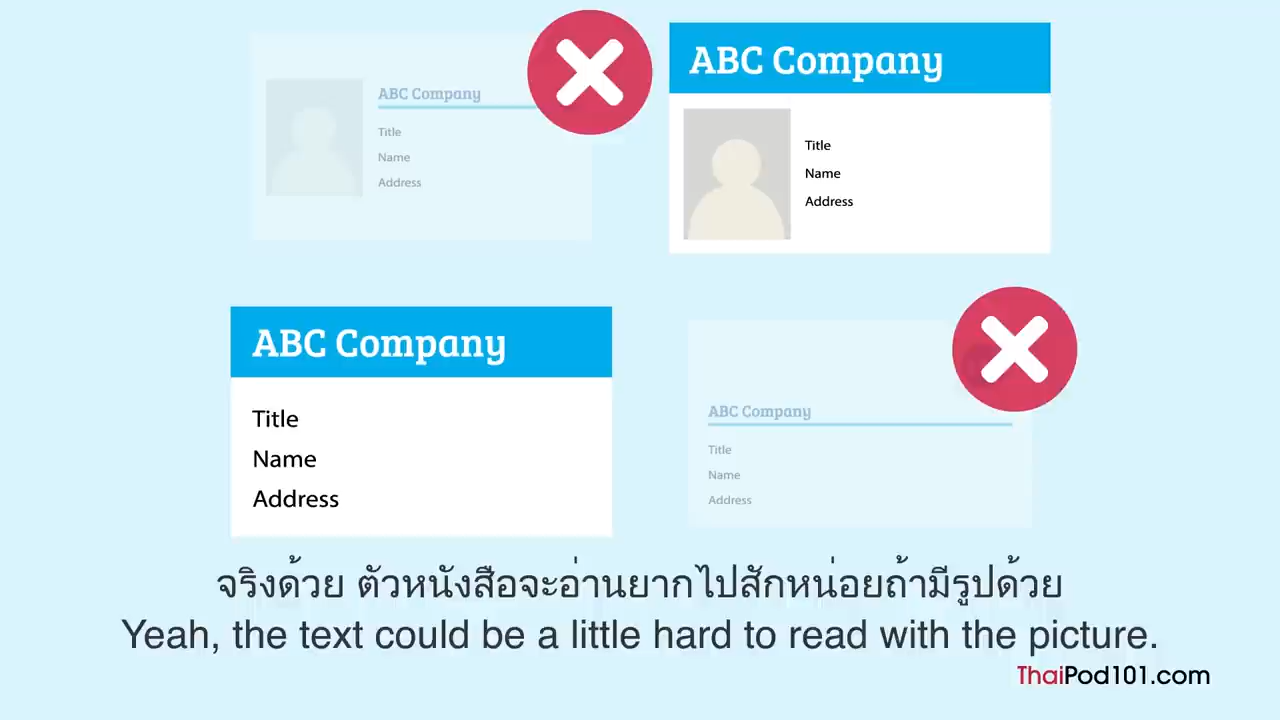 ABC Company
Title
Name
Address
ABC Company
Title
Name
Address
ABC Company
Title
Name
Address
ABC Company
Title
Name
Address
จริงด้วย ตัวหนังสือจะอ่านยากไปสักหน่อยถ้ามีรูปด้วย
Yeah, the text could be a little hard to read with the picture.
ThaiPod101.com